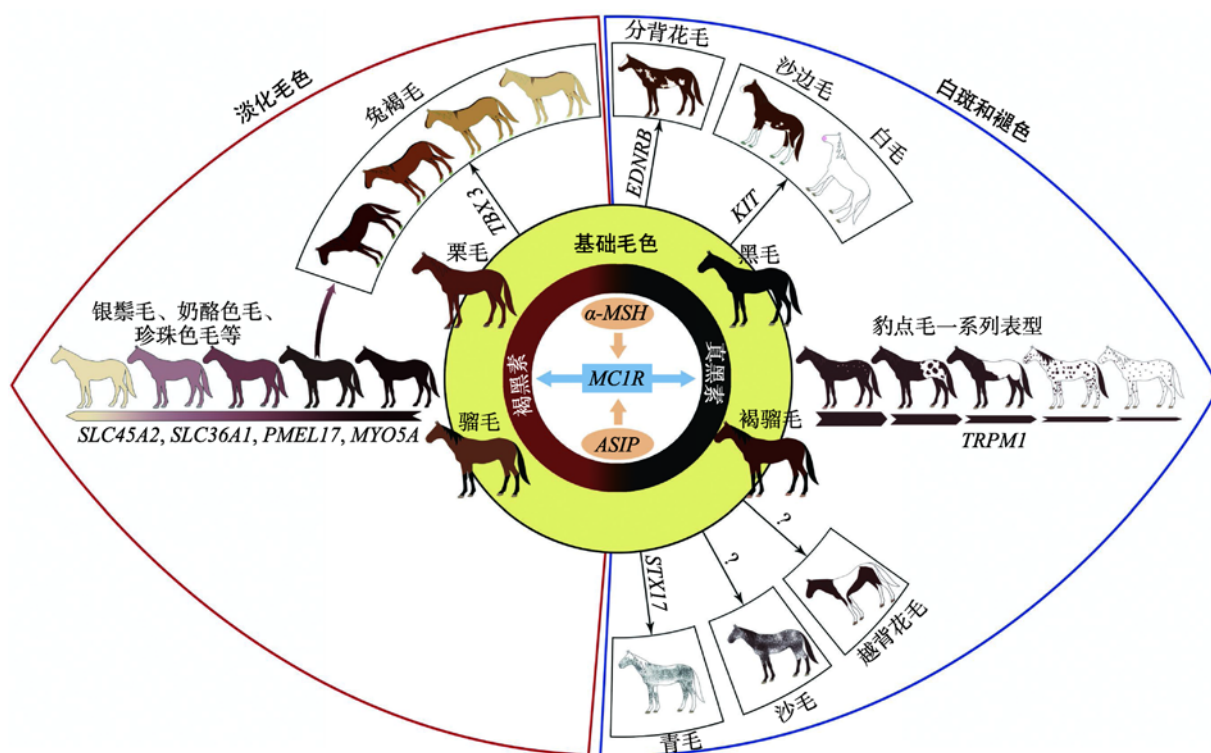 分背花毛
沙边毛
白毛
淡化毛色
白斑和褪色
兔褐毛
EDNRB
KIT
TBX3
基础毛色
栗毛
黑毛
银鬃毛、奶酪色毛、
珍珠色毛等
α-MSH
豹点毛一系列表型
褐黑素
MC1R
真黑素
SLC45A2, SLC36A1, PMEL17, MYO5A
骝毛
ASIP
褐骝毛
TRPM1
STX17
?
?
青毛
沙毛
越背花毛